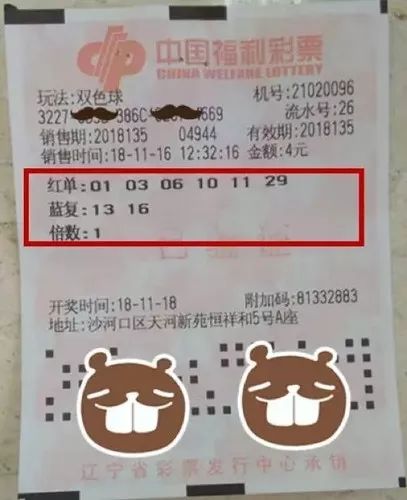 中国福利彩票
CHINA WELFARE LOTTERY
玩法:双色球 机号:21020096
流水号:26
销售期:2018135 04944 有效期:2018135
销售时间:18-11-16 12:32:16 金额:4元
红单:01 03 06 10 11 29
蓝复:13 16
倍数:1
开奖时间:18-11-18 附加码:81332883
地址:沙河口区天河新苑恒祥和5号A座
辽宁省彩票发行中心承销